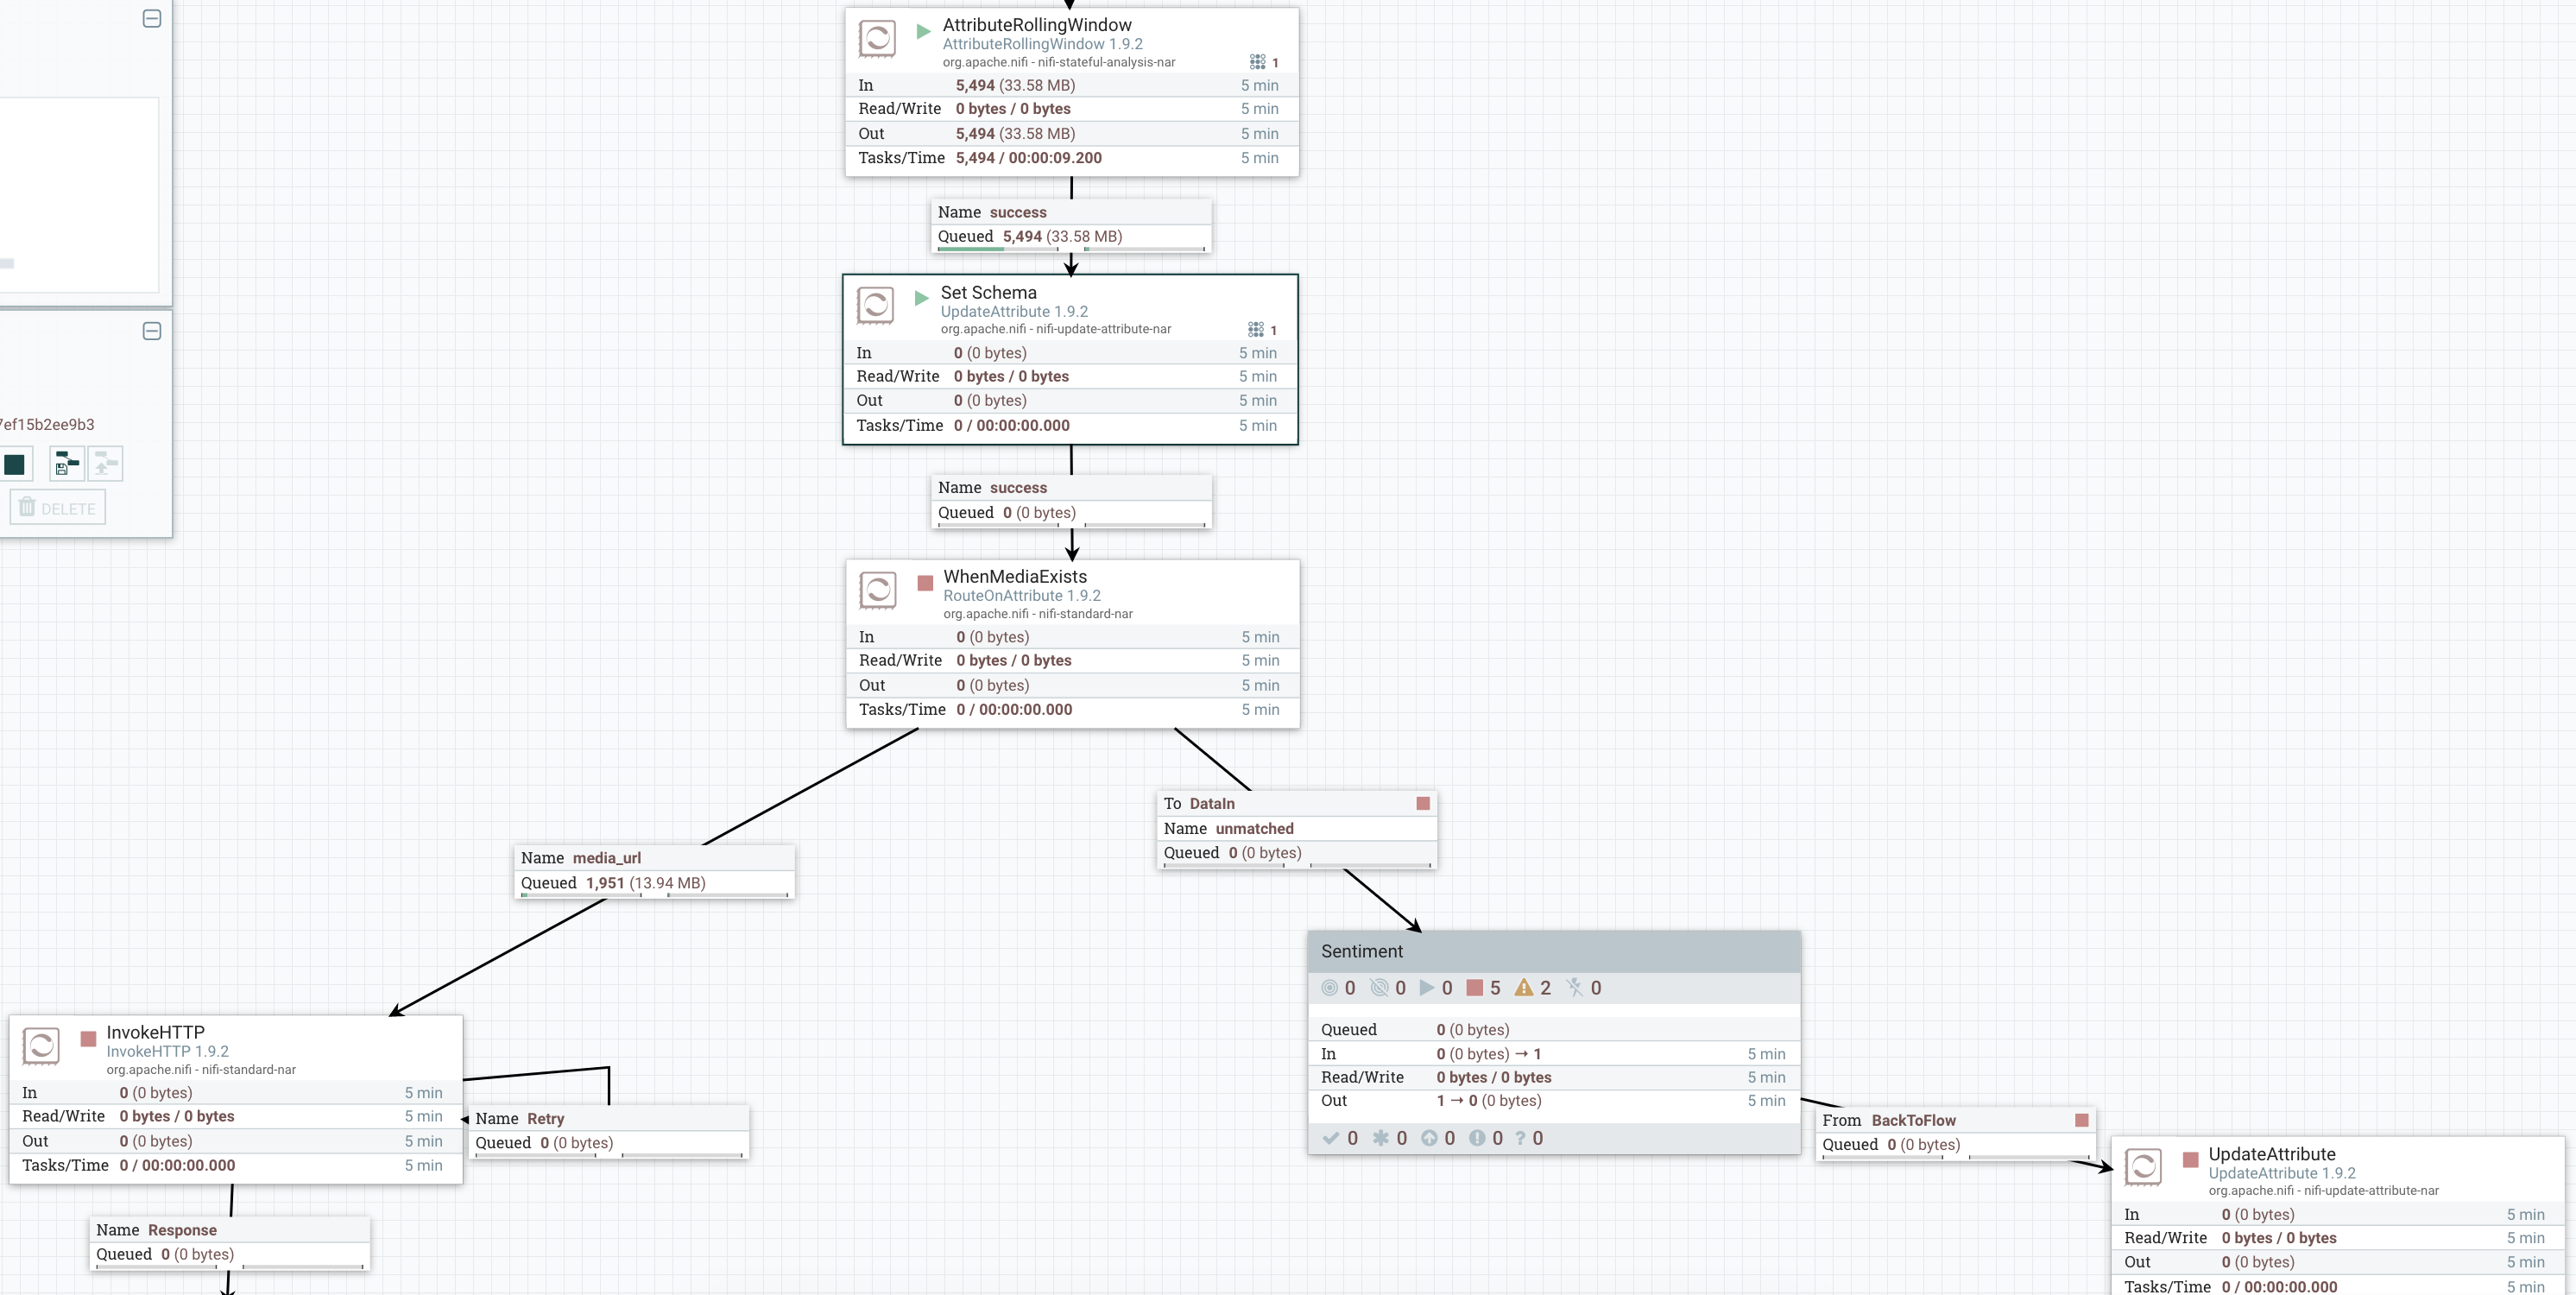 AttributeRollingWindow
AttributeRollingWindow 1.9.2
org.apache.nifi - nifi-stateful-analysis-nar
1
In 5,494 (33.58 MB) 5 min
Read/Write 0 bytes / 0 bytes 5 min
Out 5,494 (33.58 MB) 5 min
Tasks/Time 5,494 / 00:00:09.200 5 min
Name success
Queued 5,494 (33.58 MB)
Set Schema
UpdateAttribute 1.9.2
org.apache.nifi - nifi-update-attribute-nar
1
In 0 (0 bytes) 5 min
Read/Write 0 bytes / 0 bytes 5 min
Out 0 (0 bytes) 5 min
Tasks/Time 0 / 00:00:00.000 5 min
7ef15b2ee9b3
DELETE
Name success
Queued 0 (0 bytes)
WhenMediaExists
RouteOnAttribute 1.9.2
org.apache.nifi - nifi-standard-nar
In 0 (0 bytes) 5 min
Read/Write 0 bytes / 0 bytes 5 min
Out 0 (0 bytes) 5 min
Tasks/Time 0 / 00:00:00.000 5 min
To DataIn
Name unmatched
Queued 0 (0 bytes)
Name media_url
Queued 1,951 (13.94 MB)
Sentiment
0 0 0 5 2 0
Queued 0 (0 bytes)
In 0 (0 bytes) → 1 5 min
Read/Write 0 bytes / 0 bytes 5 min
Out 1 → 0 (0 bytes) 5 min
0 0 0 0 ? 0
InvokeHTTP
InvokeHTTP 1.9.2
org.apache.nifi - nifi-standard-nar
In 0 (0 bytes) 5 min
Read/Write 0 bytes / 0 bytes 5 min
Out 0 (0 bytes) 5 min
Tasks/Time 0 / 00:00:00.000 5 min
Name Retry
Queued 0 (0 bytes)
Name Response
Queued 0 (0 bytes)
From BackToFlow
Queued 0 (0 bytes)
UpdateAttribute
UpdateAttribute 1.9.2
org.apache.nifi - nifi-update-attribute-nar
In 0 (0 bytes) 5 min
Read/Write 0 bytes / 0 bytes 5 min
Out 0 (0 bytes) 5 min
Tasks/Time 0 / 00:00:00.000 5 min